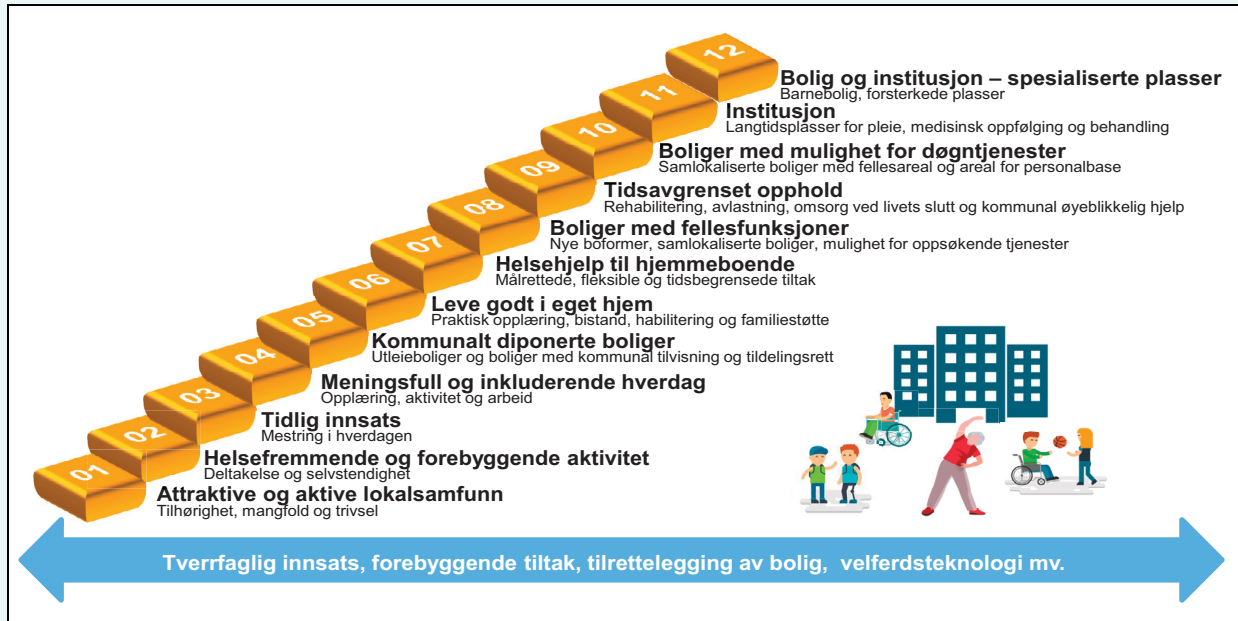 12
Bolig og institusjon – spesialiserte plasser
Barnebolig, forsterkede plasser
11
Institusjon
Langtidsplasser for pleie, medisinsk oppfølging og behandling
10
Boliger med mulighet for døgntjenester
Samlokaliserte boliger med fellesareal og areal for personalbase
09
Tidsavgrenset opphold
Rehabilitering, avlastning, omsorg ved livets slutt og kommunal øyeblikkelig hjelp
08
Boliger med fellesfunksjoner
Nye boformer, samlokaliserte boliger, mulighet for oppsøkende tjenester
07
Helsehjelp til hjemmeboende
Målrettede, fleksible og tidsbegrensede tiltak
06
Leve godt i eget hjem
Praktisk opplæring, bistand, habilitering og familiestøtte
05
Kommunalt diponerte boliger
Utleieboliger og boliger med kommunal tilvisning og tildelingsrett
04
Meningsfull og inkluderende hverdag
Opplæring, aktivitet og arbeid
03
Tidlig innsats
Mestring i hverdagen
02
Helsefremmende og forebyggende aktivitet
Deltakelse og selvstendighet
01
Attraktive og aktive lokalsamfunn
Tilhørighet, mangfold og trivsel
Tverrfaglig innsats, forebyggende tiltak, tilrettelegging av bolig, velferdsteknologi mv.